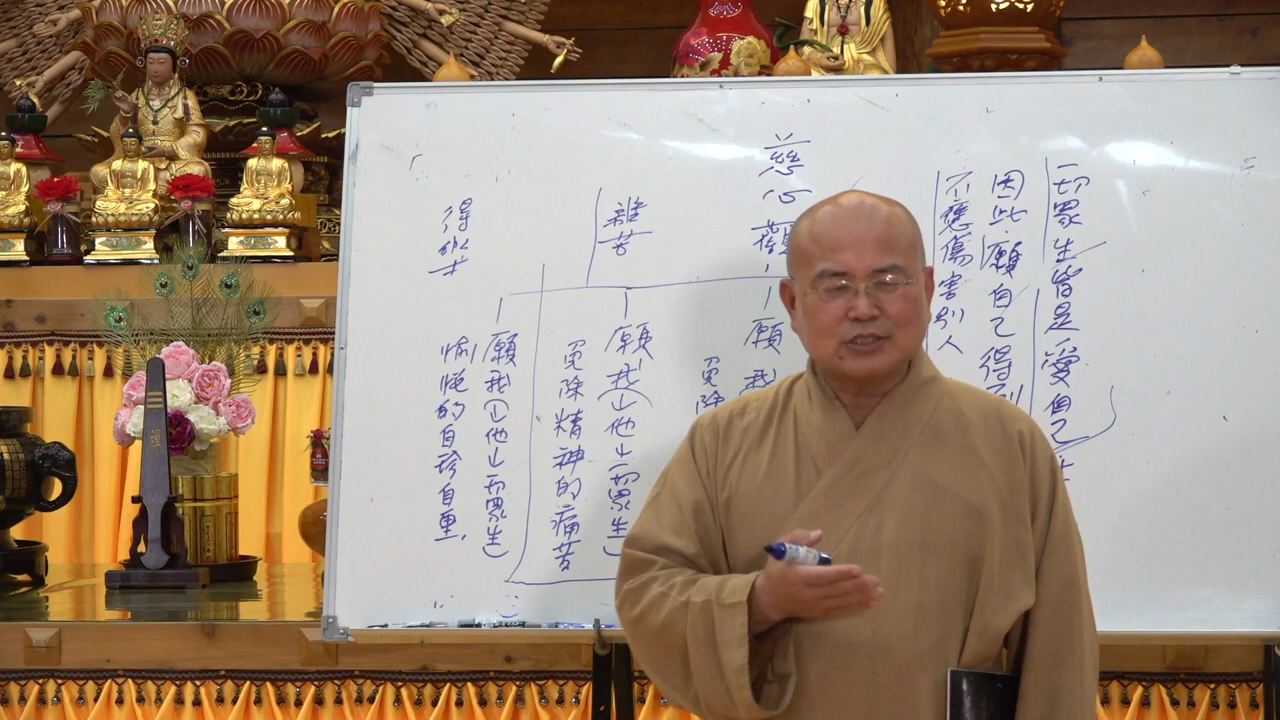 一切眾生皆是愛自己
因此願自己得到
不應傷害別人
慈心觀
離苦
得樂
願我
免除
願我(他一切眾生)
免除精神的痛苦
願我(他一切眾生)
愉悅的自珍自重